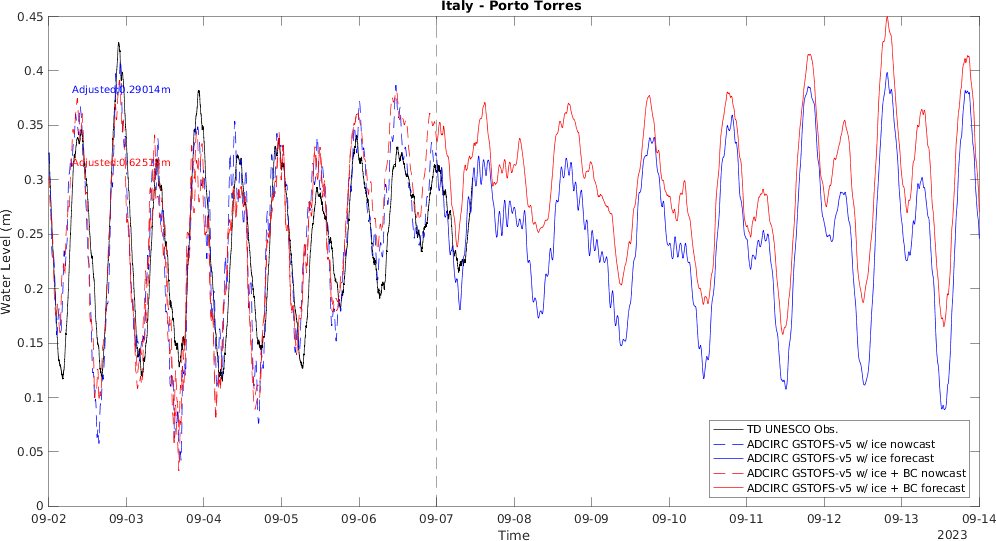 Italy - Porto Torres
0.45
0.4
0.35
0.3
0.25
0.2
0.15
0.1
0.05
0
Water Level (m)
Adjusted:0.29014m
09-02
09-03
09-04
09-05
09-06
09-07
09-08
09-09
09-10
09-11
09-12
09-13
09-14
Time
2023
TD UNESCO Obs.
ADCIRC GSTOFS-v5 w/ ice nowcast
ADCIRC GSTOFS-v5 w/ ice forecast
ADCIRC GSTOFS-v5 w/ ice + BC nowcast
ADCIRC GSTOFS-v5 w/ ice + BC forecast